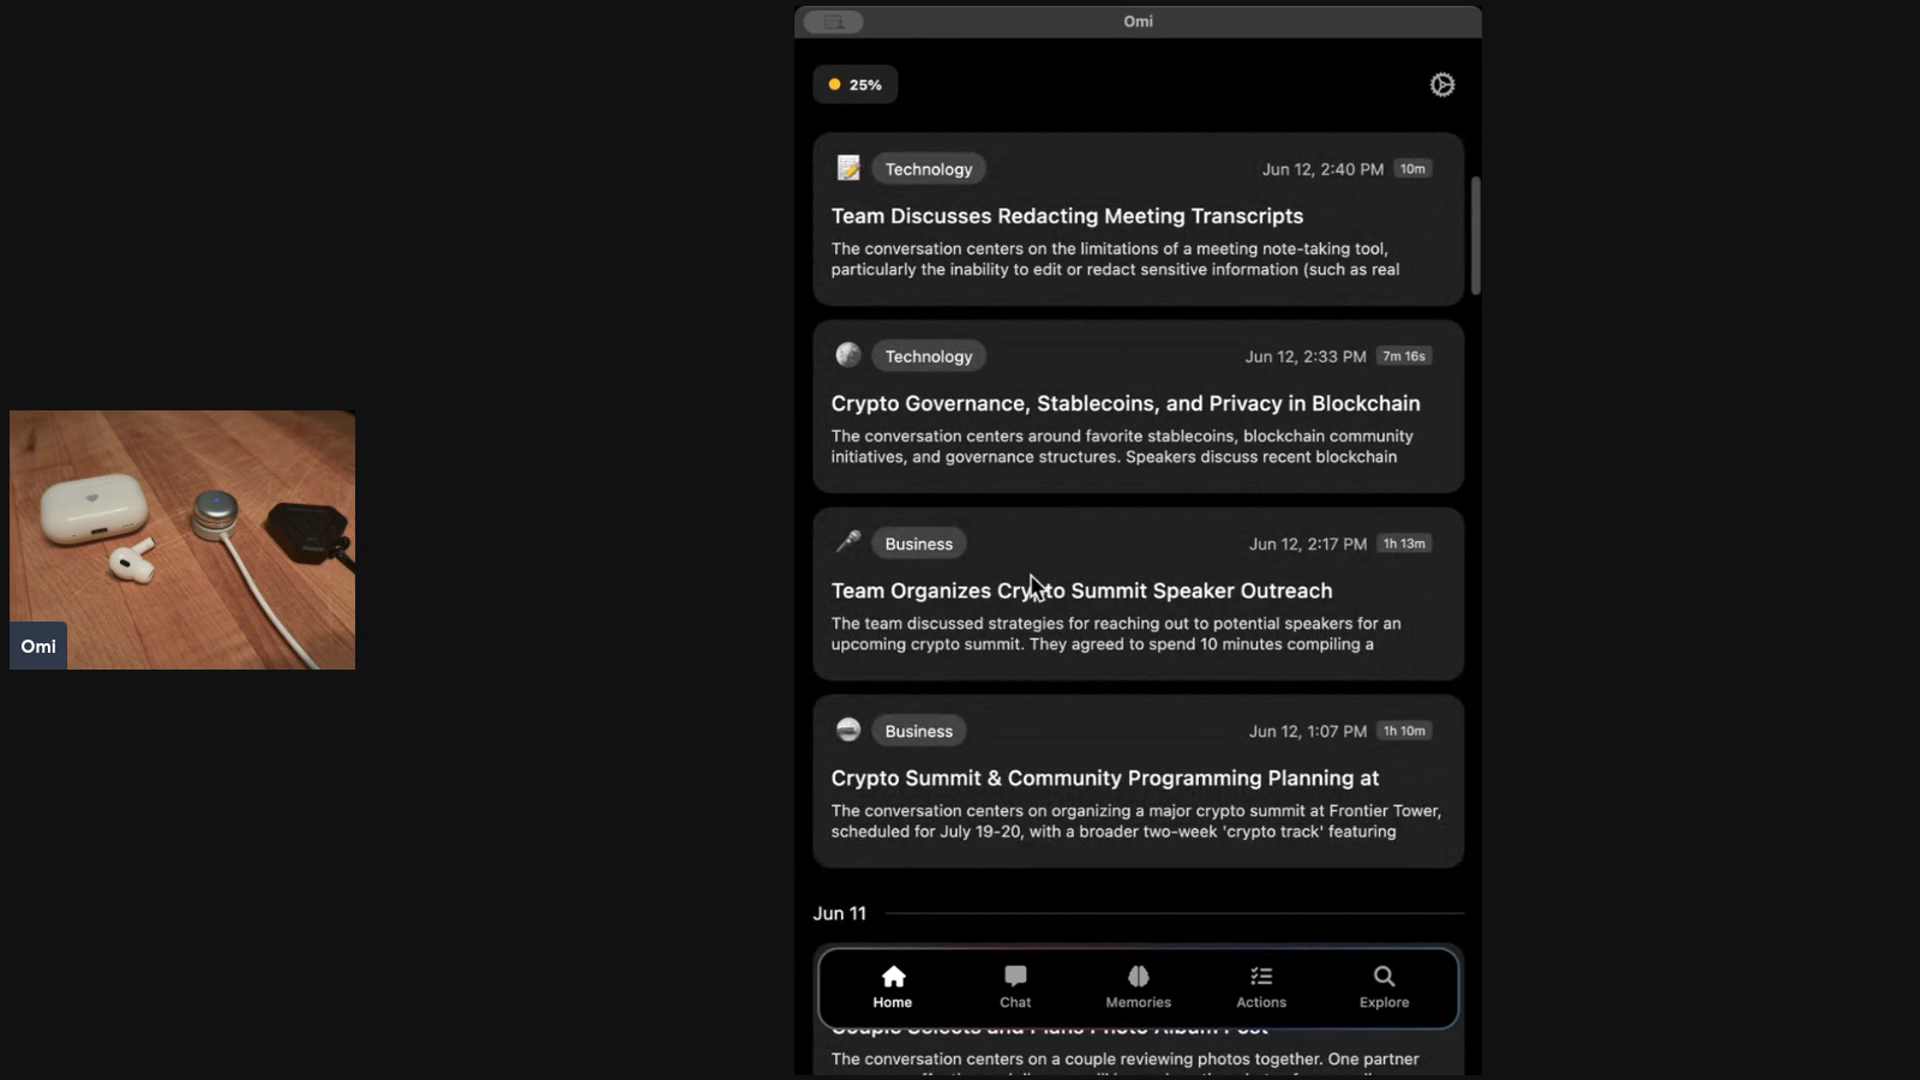 Omi
25%
Technology
Jun 12, 2:40 PM 10m
Team Discusses Redacting Meeting Transcripts
The conversation centers on the limitations of a meeting note-taking tool,
particularly the inability to edit or redact sensitive information (such as real
Technology
Jun 12, 2:33 PM 7m 16s
Crypto Governance, Stablecoins, and Privacy in Blockchain
The conversation centers around favorite stablecoins, blockchain community
initiatives, and governance structures. Speakers discuss recent blockchain
Business
Jun 12, 2:17 PM 1h 13m
Team Organizes Crypto Summit Speaker Outreach
The team discussed strategies for reaching out to potential speakers for an
upcoming crypto summit. They agreed to spend 10 minutes compiling a
Business
Jun 12, 1:07 PM 1h 10m
Crypto Summit & Community Programming Planning at
The conversation centers on organizing a major crypto summit at Frontier Tower,
scheduled for July 19-20, with a broader two-week 'crypto track' featuring
Jun 11
Home
Chat
Memories
Actions
Explore
Couple Selects and Plans Photo Album Post
The conversation centers on a couple reviewing photos together. One partner
Omi